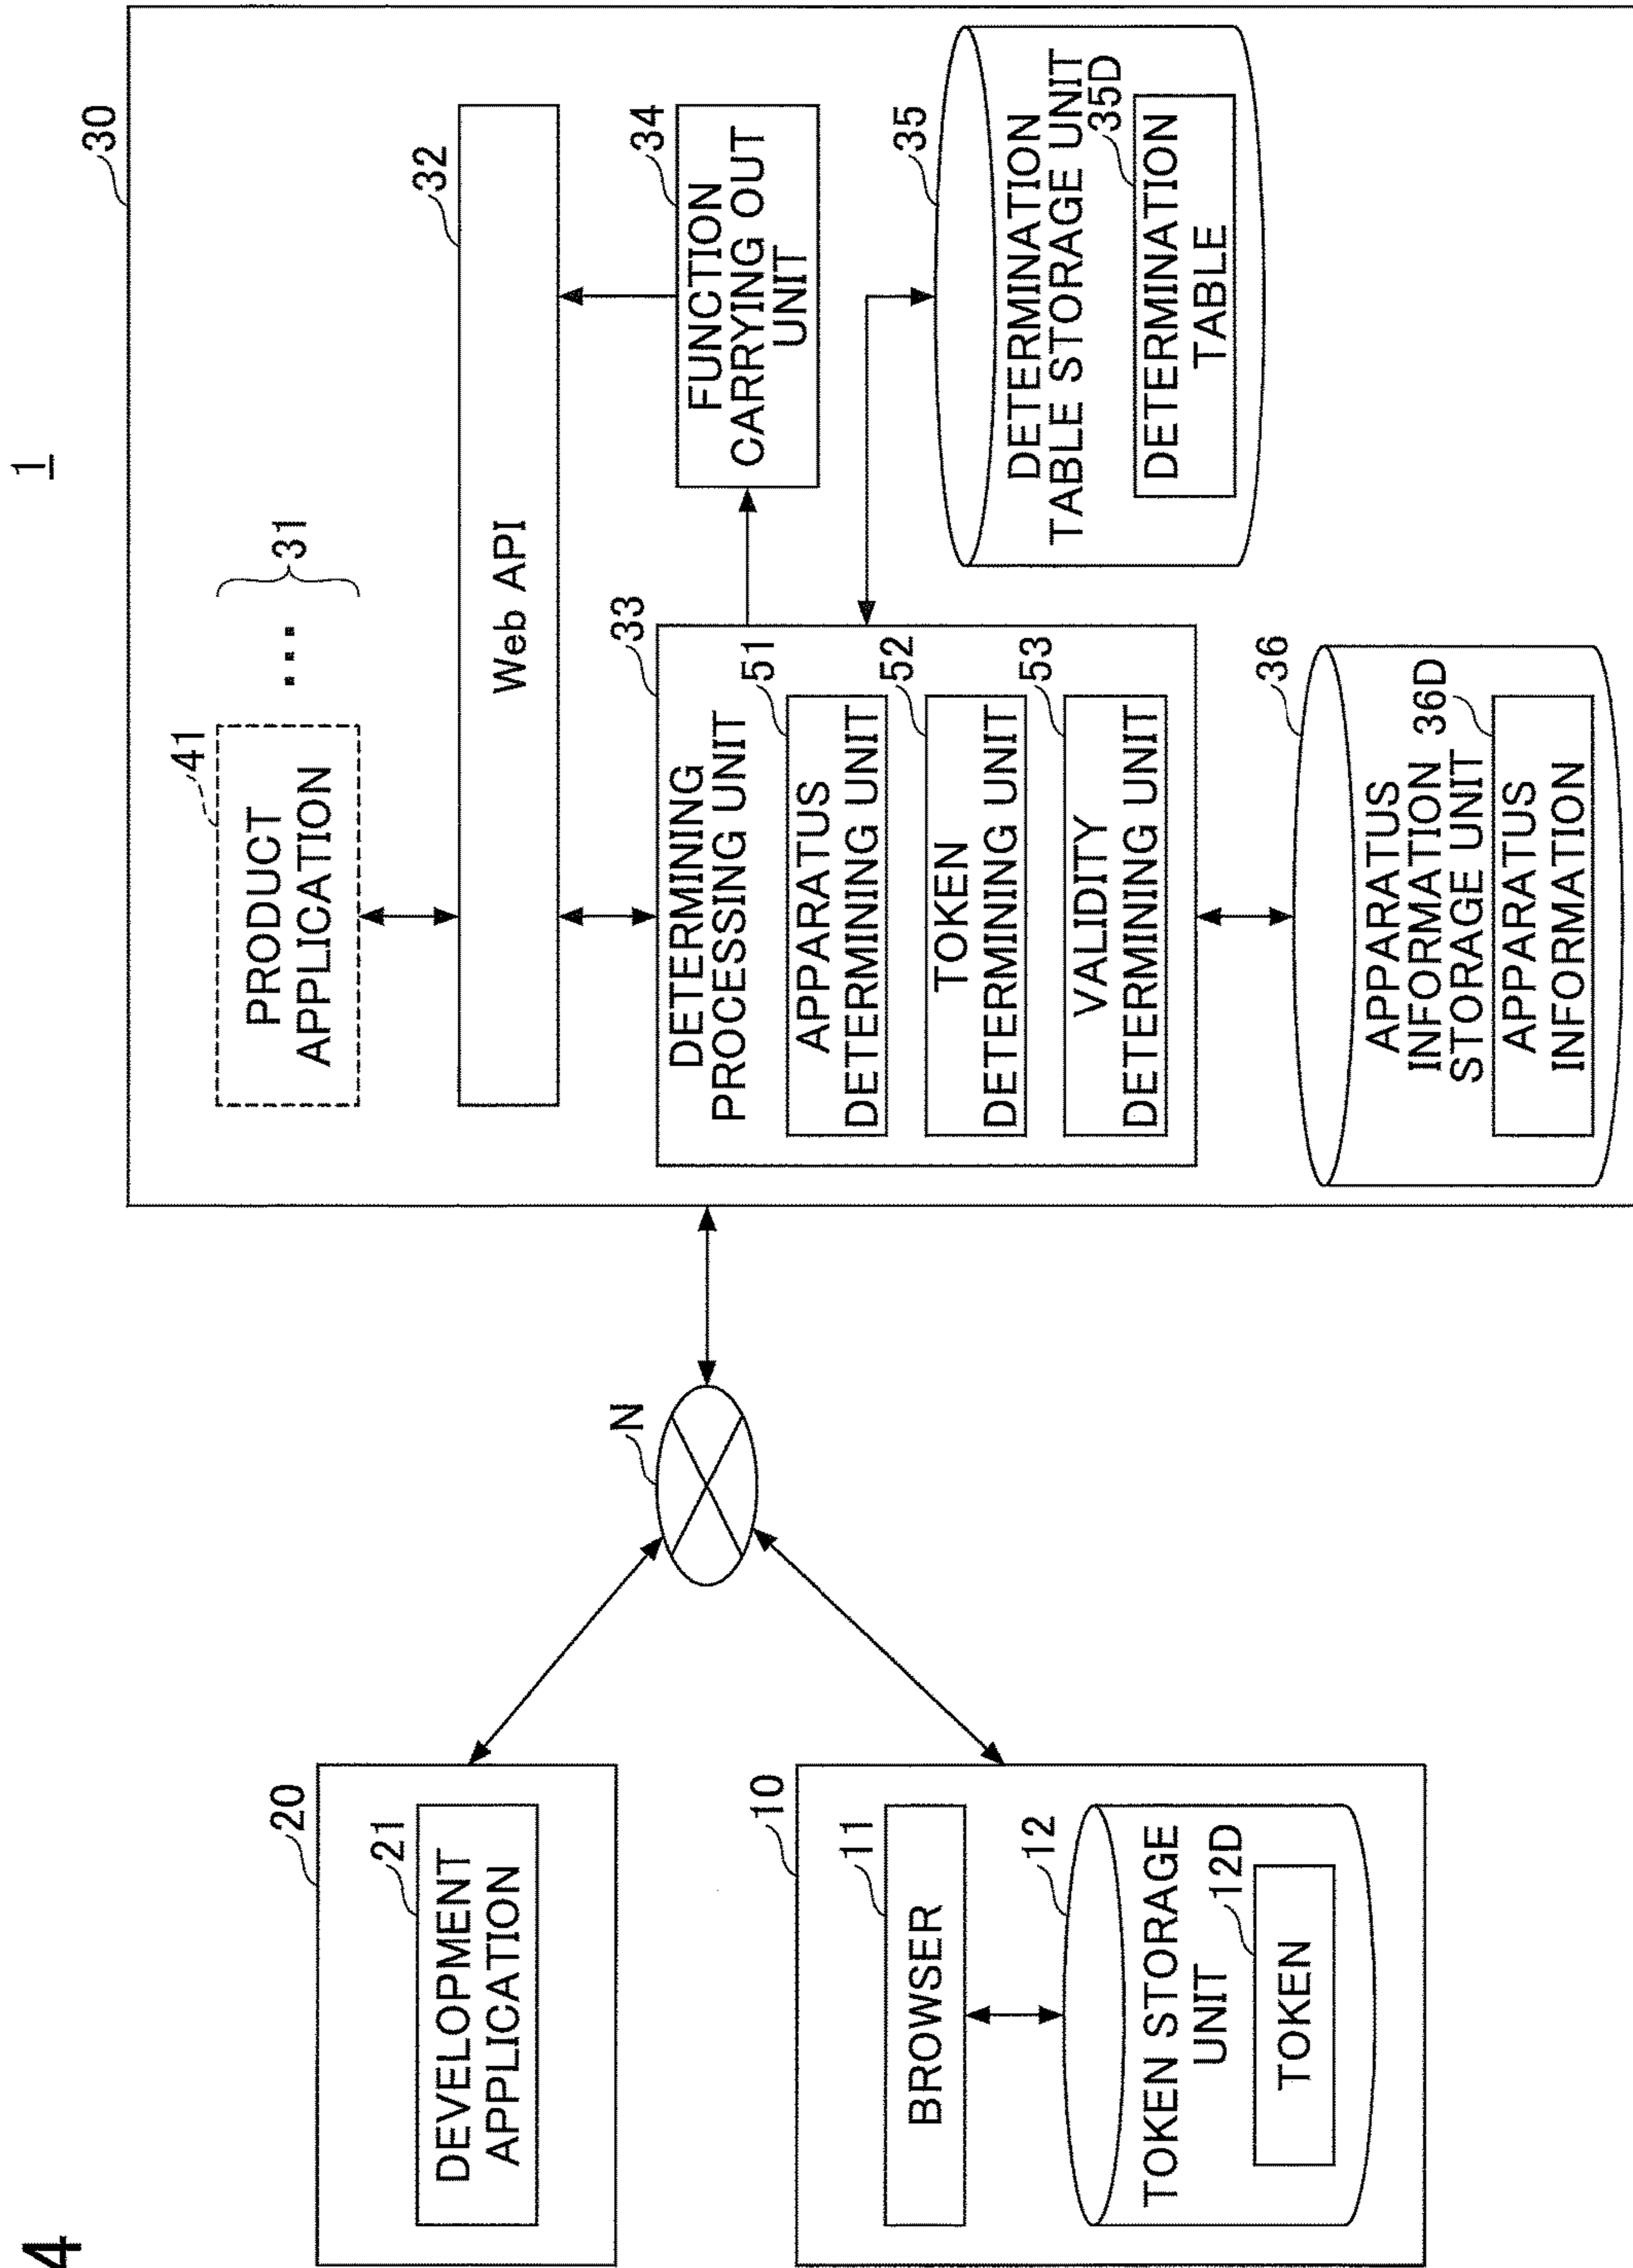 4
1
20
21
DEVELOPMENT
APPLICATION
10
11
BROWSER
12
TOKEN STORAGE
UNIT
12D
TOKEN
N
30
41
PRODUCT
APPLICATION
...
31
32
Web API
33
DETERMINING
PROCESSING UNIT
51
APPARATUS
DETERMINING UNIT
52
TOKEN
DETERMINING UNIT
53
VALIDITY
DETERMINING UNIT
34
FUNCTION
CARRYING OUT
UNIT
35
DETERMINATION
TABLE STORAGE UNIT
35D
DETERMINATION
TABLE
36
APPARATUS
INFORMATION
STORAGE UNIT
36D
APPARATUS
INFORMATION